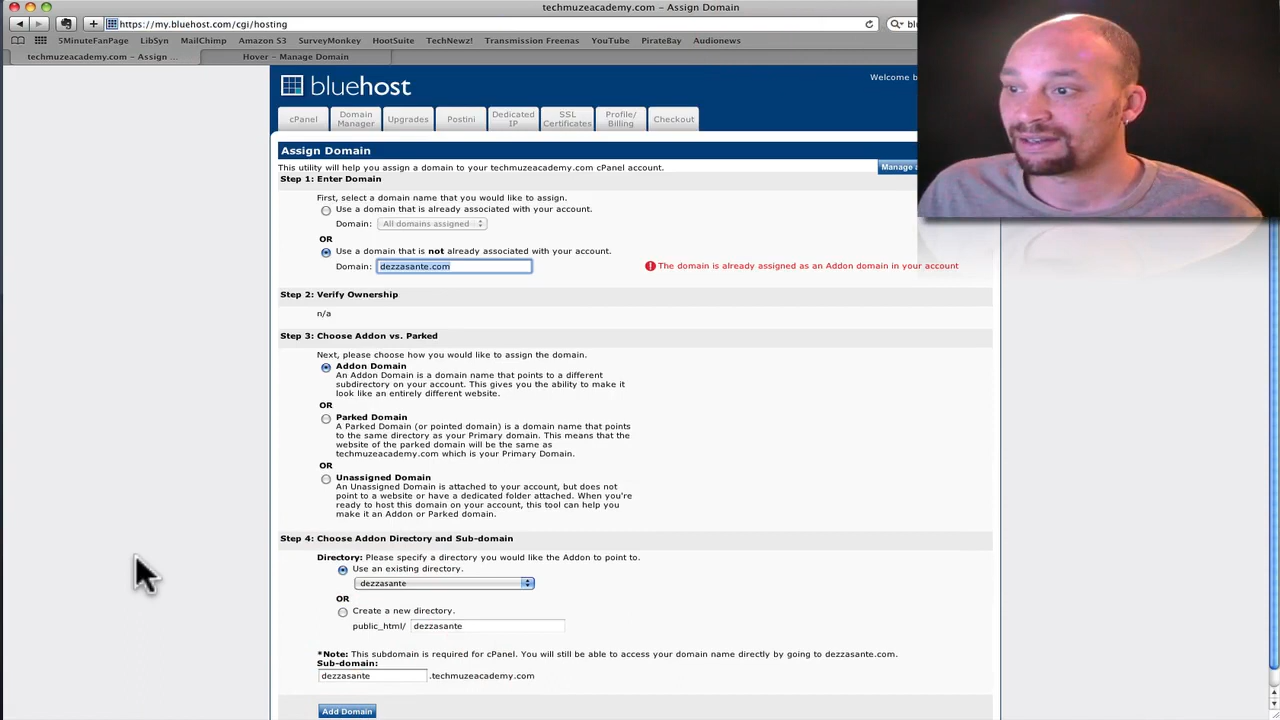 techmuzeacademy.com - Assign Domain
https://my.bluehost.com/cgi/hosting
5MinuteFanPage LibSyn MailChimp Amazon S3 SurveyMonkey HootSuite TechNewz! Transmission Freenas YouTube PirateBay Audionews
techmuzeacademy.com - Assign ... Hover - Manage Domain
bluehost
Welcome b
cPanel Domain Manager Upgrades Postini Dedicated IP SSL Certificates Profile/ Billing Checkout
Assign Domain
This utility will help you assign a domain to your techmuzeacademy.com cPanel account.
Manage
Step 1: Enter Domain
First, select a domain name that you would like to assign.
Use a domain that is already associated with your account.
Domain: All domains assigned
OR
Use a domain that is not already associated with your account.
Domain: dezzasante.com
The domain is already assigned as an Addon domain in your account
Step 2: Verify Ownership
n/a
Step 3: Choose Addon vs. Parked
Next, please choose how you would like to assign the domain.
Addon Domain
An Addon Domain is a domain name that points to a different
subdirectory on your account. This gives you the ability to make it
look like an entirely different website.
OR
Parked Domain
A Parked Domain (or pointed domain) is a domain name that points
to the same directory as your Primary domain. This means that the
website of the parked domain will be the same as
techmuzeacademy.com which is your Primary Domain.
OR
Unassigned Domain
An Unassigned Domain is attached to your account, but does not
point to a website or have a dedicated folder attached. When you're
ready to host this domain on your account, this tool can help you
make it an Addon or Parked domain.
Step 4: Choose Addon Directory and Sub-domain
Directory: Please specify a directory you would like the Addon to point to.
Use an existing directory.
dezzasante
OR
Create a new directory.
public_html/ dezzasante
*Note: This subdomain is required for cPanel. You will still be able to access your domain name directly by going to dezzasante.com.
Sub-domain:
dezzasante .techmuzeacademy.com
Add Domain